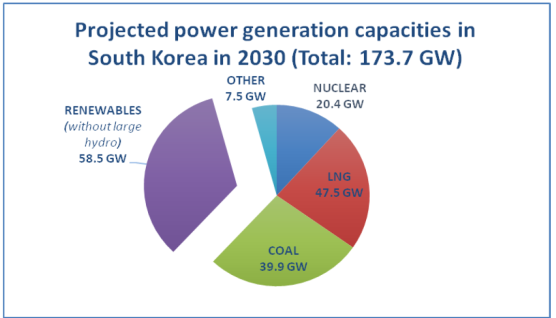 Projected power generation capacities in
South Korea in 2030 (Total: 173.7 GW)
OTHER
7.5 GW
NUCLEAR
20.4 GW
RENEWABLES
(without large
hydro)
58.5 GW
LNG
47.5 GW
COAL
39.9 GW